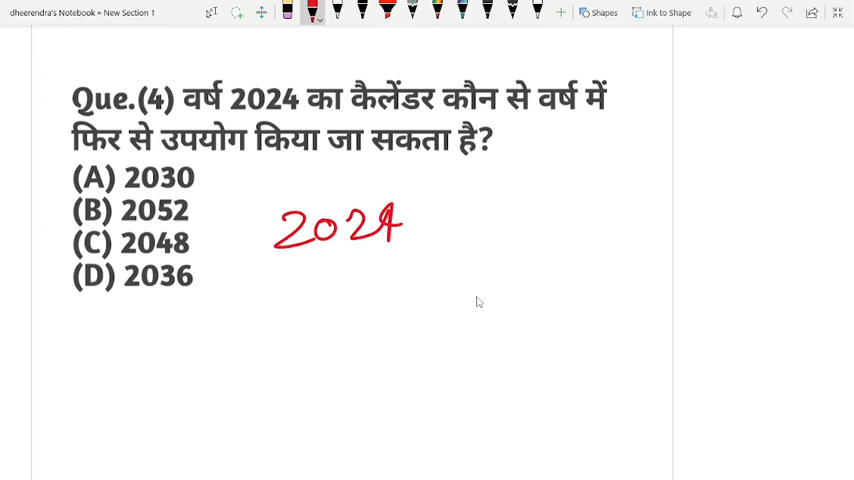 dheerendra's Notebook » New Section 1
Shapes
Ink to Shape
Que.(4) वर्ष 2024 का कैलेंडर कौन से वर्ष में
फिर से उपयोग किया जा सकता है?
(A) 2030
(B) 2052
(C) 2048
(D) 2036
2024